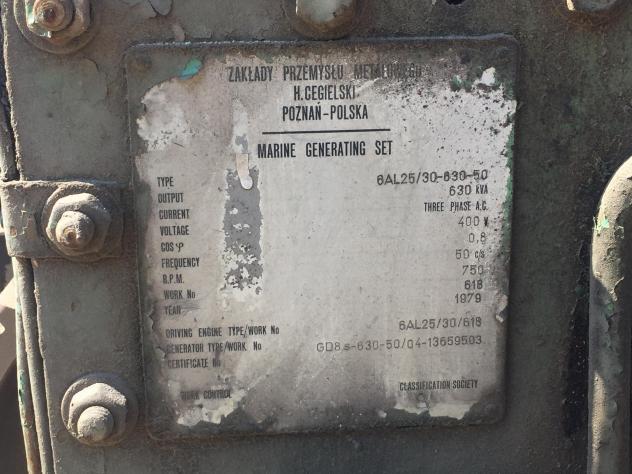 ZAKŁADY PRZEMYSŁU METALOWEGO
H.CEGIELSKI
POZNAŃ-POLSKA
MARINE GENERATING SET
TYPE 6AL25/30-630-50
OUTPUT 630 KVA
CURRENT THREE PHASE A.C.
VOLTAGE 400 V
COS φ 0,8
FREQUENCY 50 c/s
R.P.M. 750
WORK No 618
YEAR 1979
DRIVING ENGINE TYPE/WORK No 6AL25/30/618
GENERATOR TYPE/WORK. No GD8 s-630-50/04-13659503
CERTIFICATE No
WORK CONTROL CLASSIFICATION SOCIETY